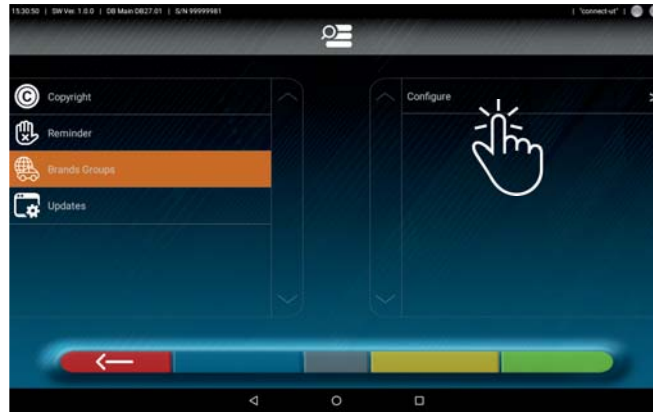 15:30:50 | SW Ver. 1.0.0 | DB Main DB27.01 | S/N 99999981 | "connect-ut" |
Copyright
Configure
Reminder
Brands Groups
Updates